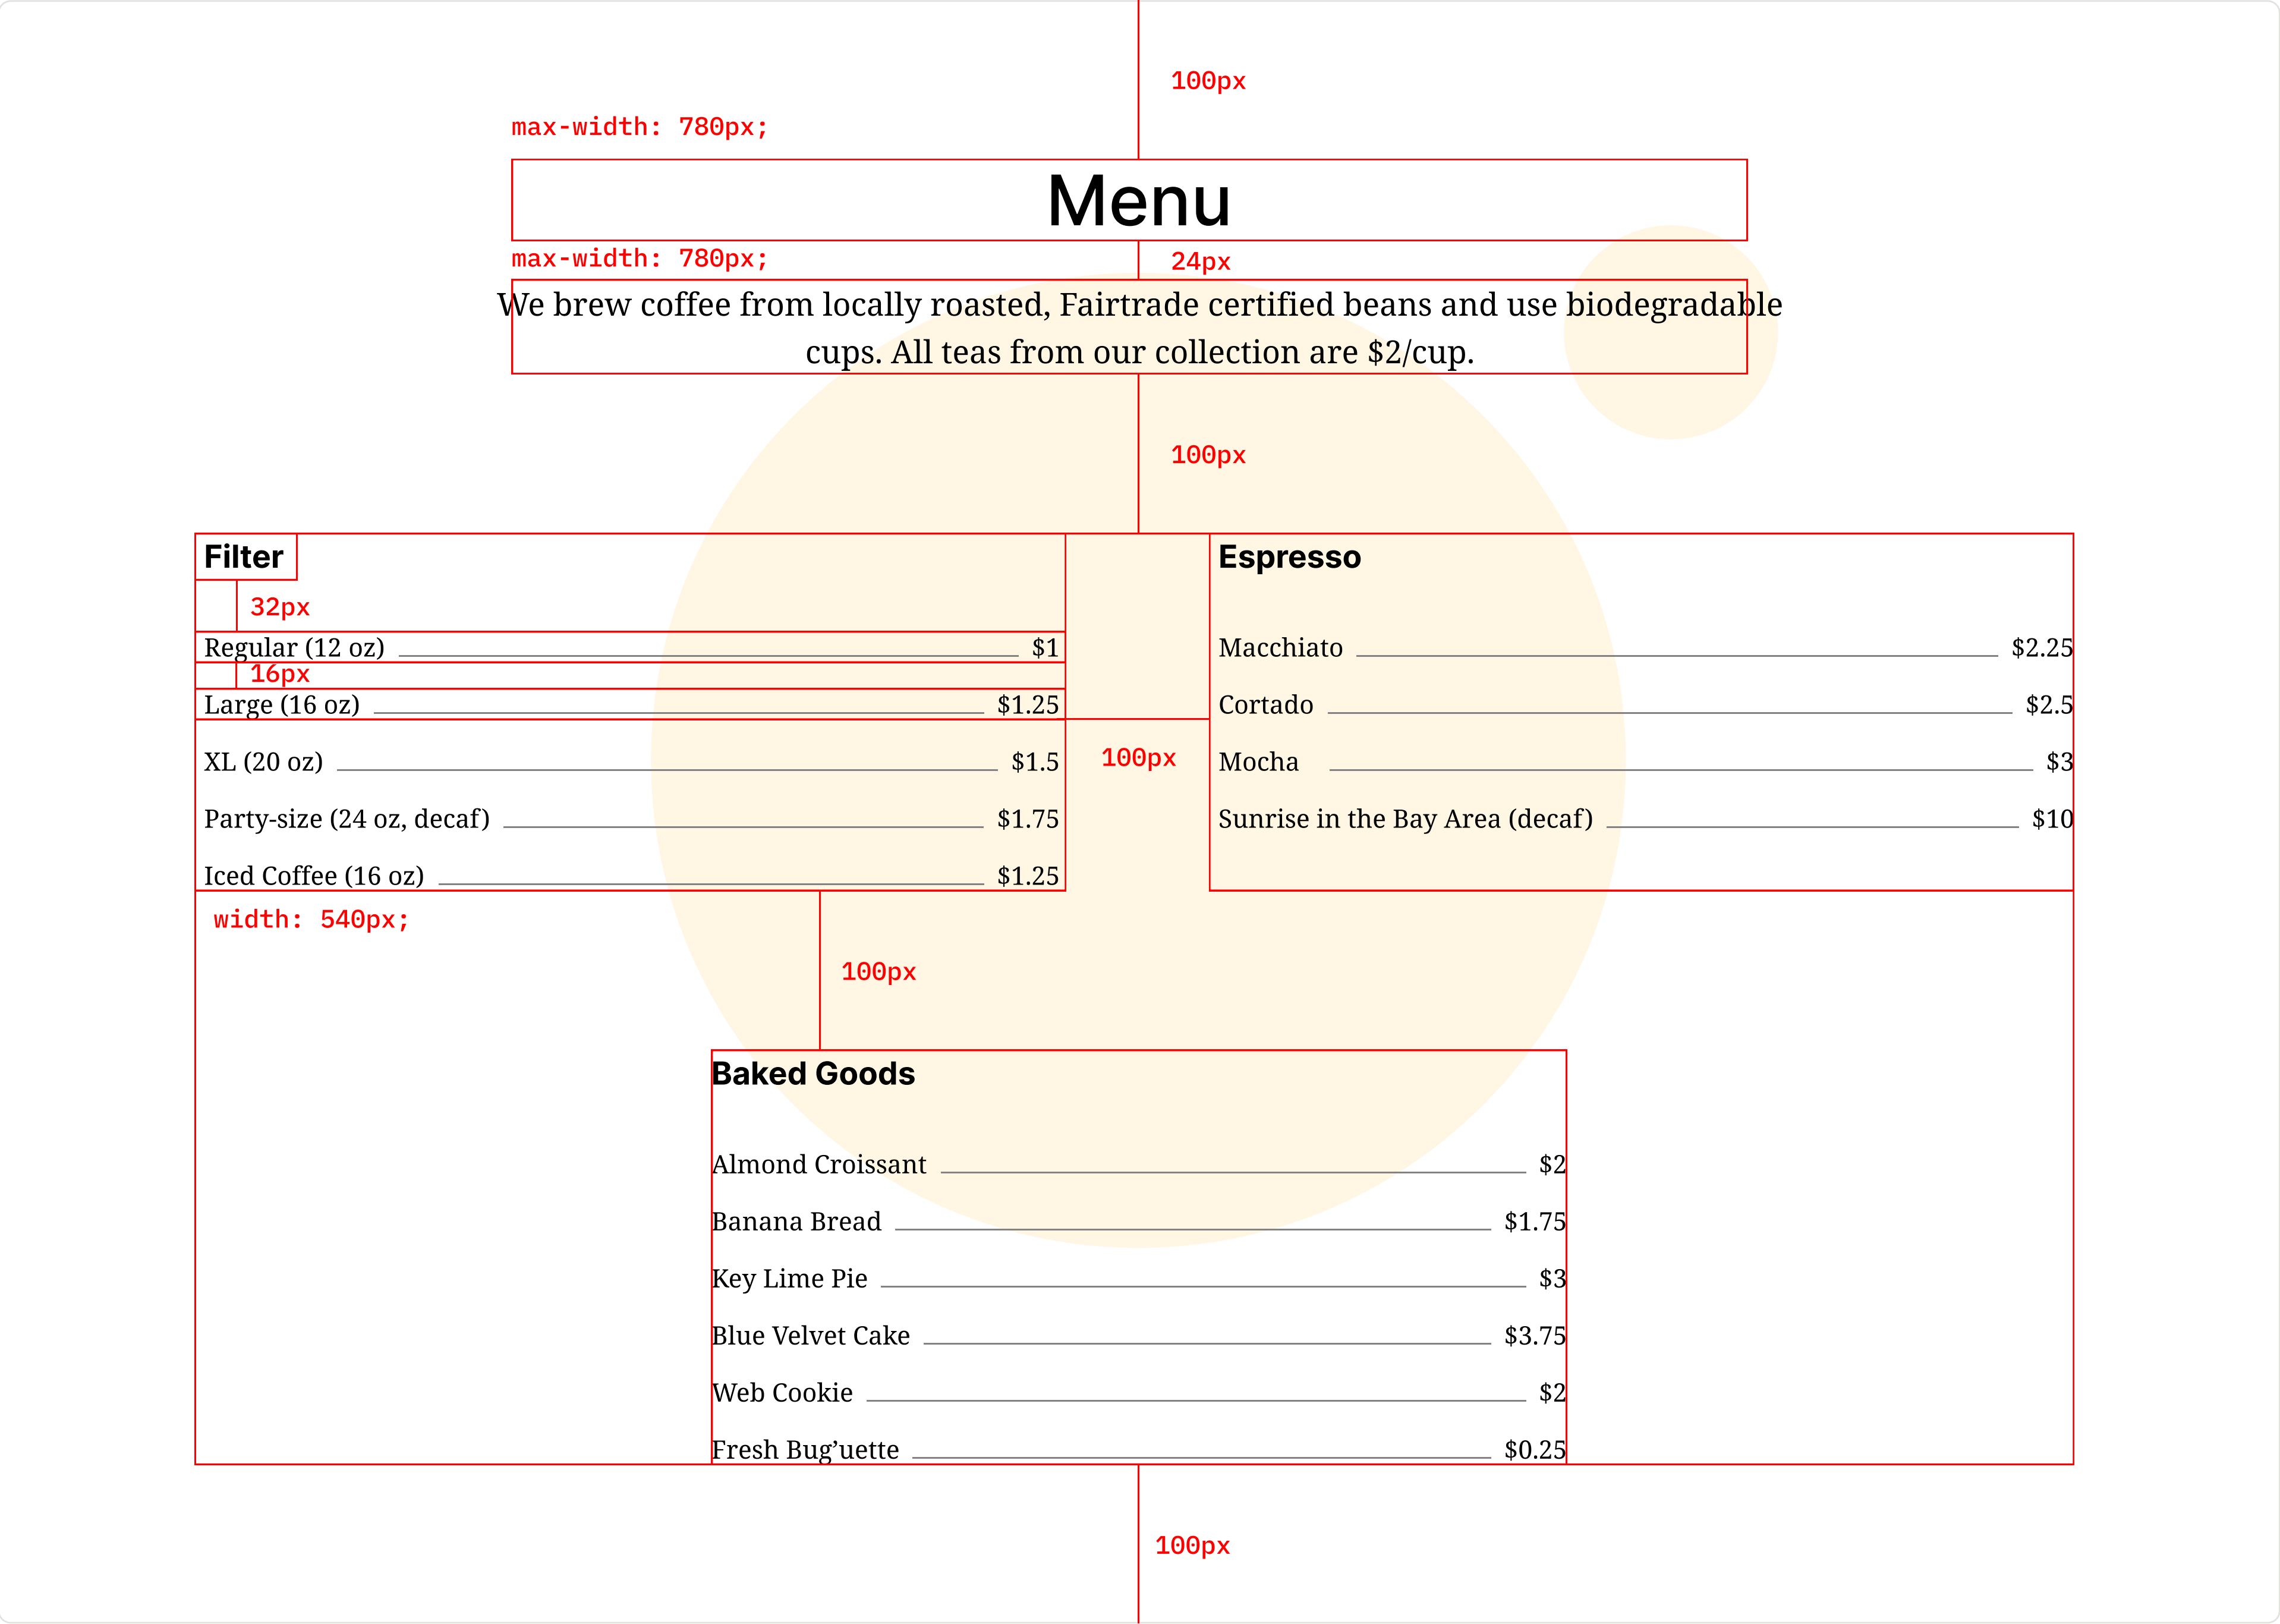 100px
max-width: 780px;
Menu
max-width: 780px;
24px
We brew coffee from locally roasted, Fairtrade certified beans and use biodegradable
cups. All teas from our collection are $2/cup.
100px
Filter
32px
Regular (12 oz) $1
16px
Large (16 oz) $1.25
XL (20 oz) $1.5
Party-size (24 oz, decaf) $1.75
Iced Coffee (16 oz) $1.25
width: 540px;
100px
Espresso
Macchiato $2.25
Cortado $2.5
Mocha $3
Sunrise in the Bay Area (decaf) $10
100px
Baked Goods
Almond Croissant $2
Banana Bread $1.75
Key Lime Pie $3
Blue Velvet Cake $3.75
Web Cookie $2
Fresh Bug’uette $0.25
100px